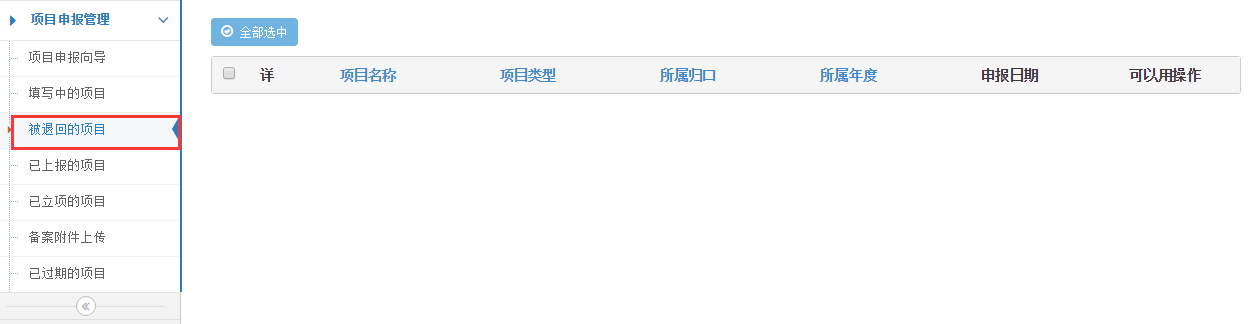 项目申报管理
项目申报向导
填写中的项目
被退回的项目
已上报的项目
已立项的项目
备案附件上传
已过期的项目
全部选中
详 项目名称 项目类型 所属归口 所属年度 申报日期 可以用操作